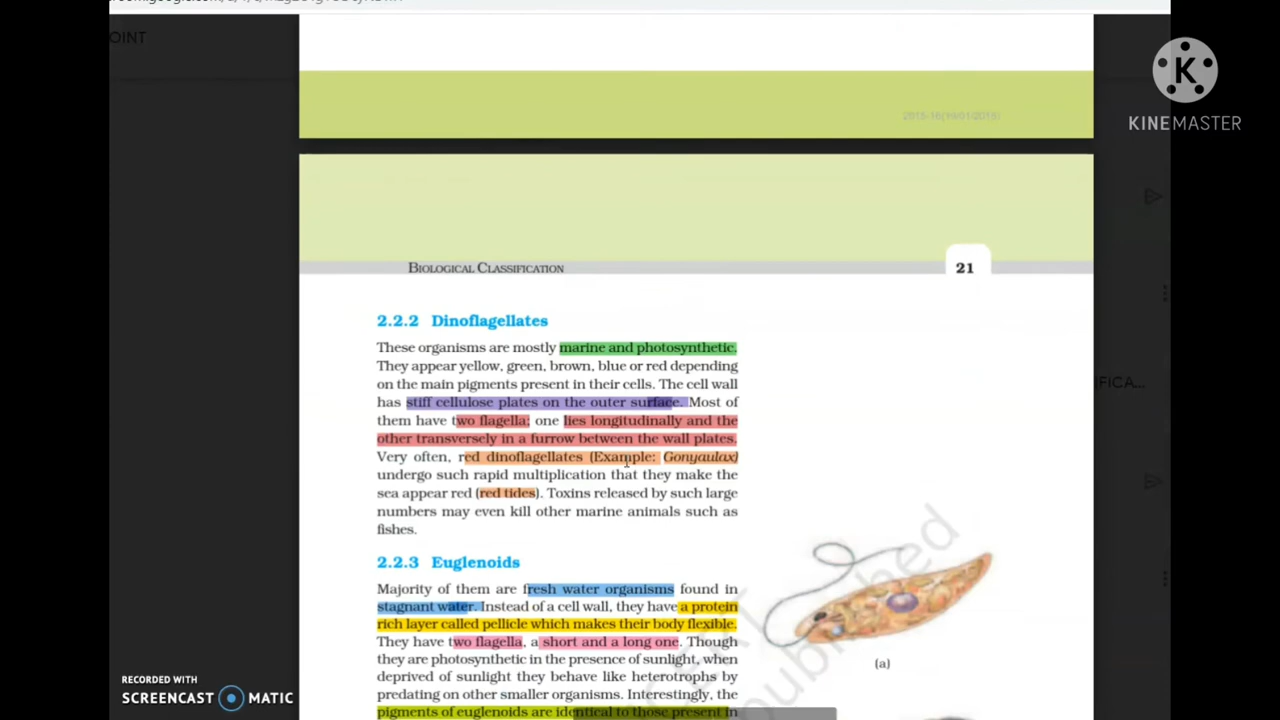 OINT
KINEMASTER
2015-16(19/01/2015)
BIOLOGICAL CLASSIFICATION
21
2.2.2 Dinoflagellates
These organisms are mostly marine and photosynthetic.
They appear yellow, green, brown, blue or red depending
on the main pigments present in their cells. The cell wall
has stiff cellulose plates on the outer surface. Most of
them have two flagella; one lies longitudinally and the
other transversely in a furrow between the wall plates.
Very often, red dinoflagellates (Example: Gonyaulax)
undergo such rapid multiplication that they make the
sea appear red (red tides). Toxins released by such large
numbers may even kill other marine animals such as
fishes.
2.2.3 Euglenoids
Majority of them are fresh water organisms found in
stagnant water. Instead of a cell wall, they have a protein
rich layer called pellicle which makes their body flexible.
They have two flagella, a short and a long one. Though
they are photosynthetic in the presence of sunlight, when
deprived of sunlight they behave like heterotrophs by
predating on other smaller organisms. Interestingly, the
pigments of euglenoids are identical to those present in
(a)
published
IFICA...
RECORDED WITH
SCREENCAST MATIC